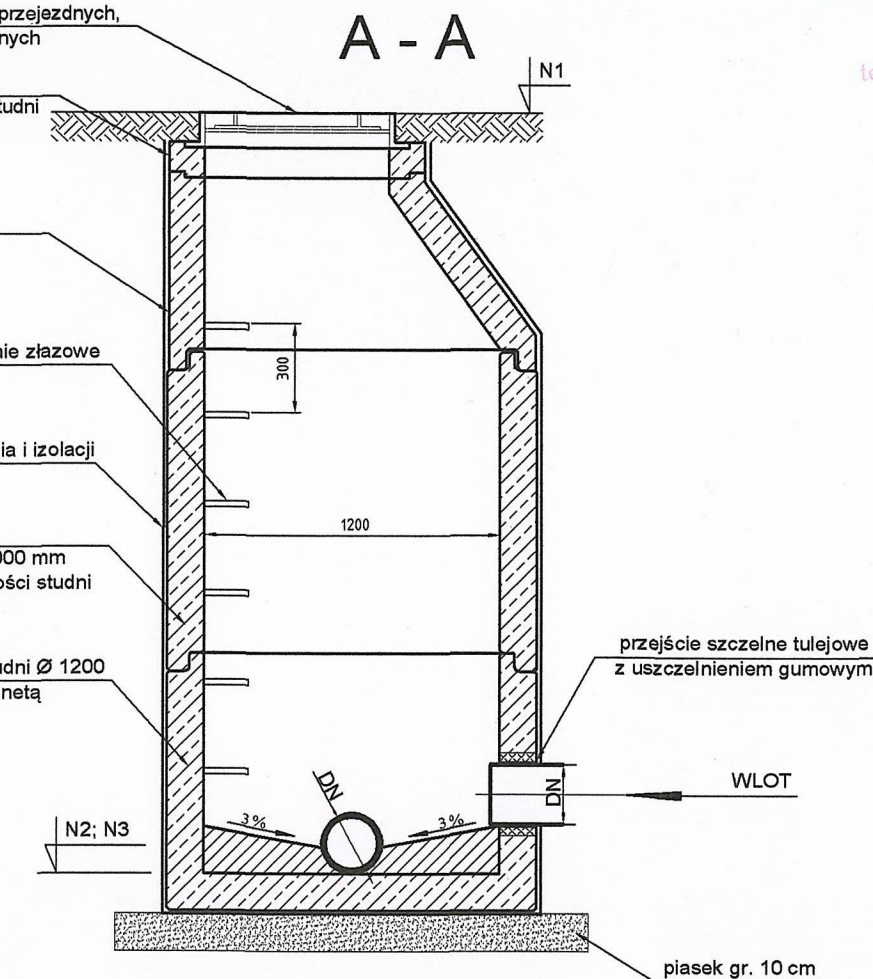 przejezdnych,
nych
A - A
N1
te
tudni
nie złazowe
300
ia i izolacji
1200
000 mm
ości studni
przejście szczelne tulejowe
z uszczelnieniem gumowym
udni Ø 1200
netą
DN
WLOT
DN
3%
3%
N2; N3
piasek gr. 10 cm